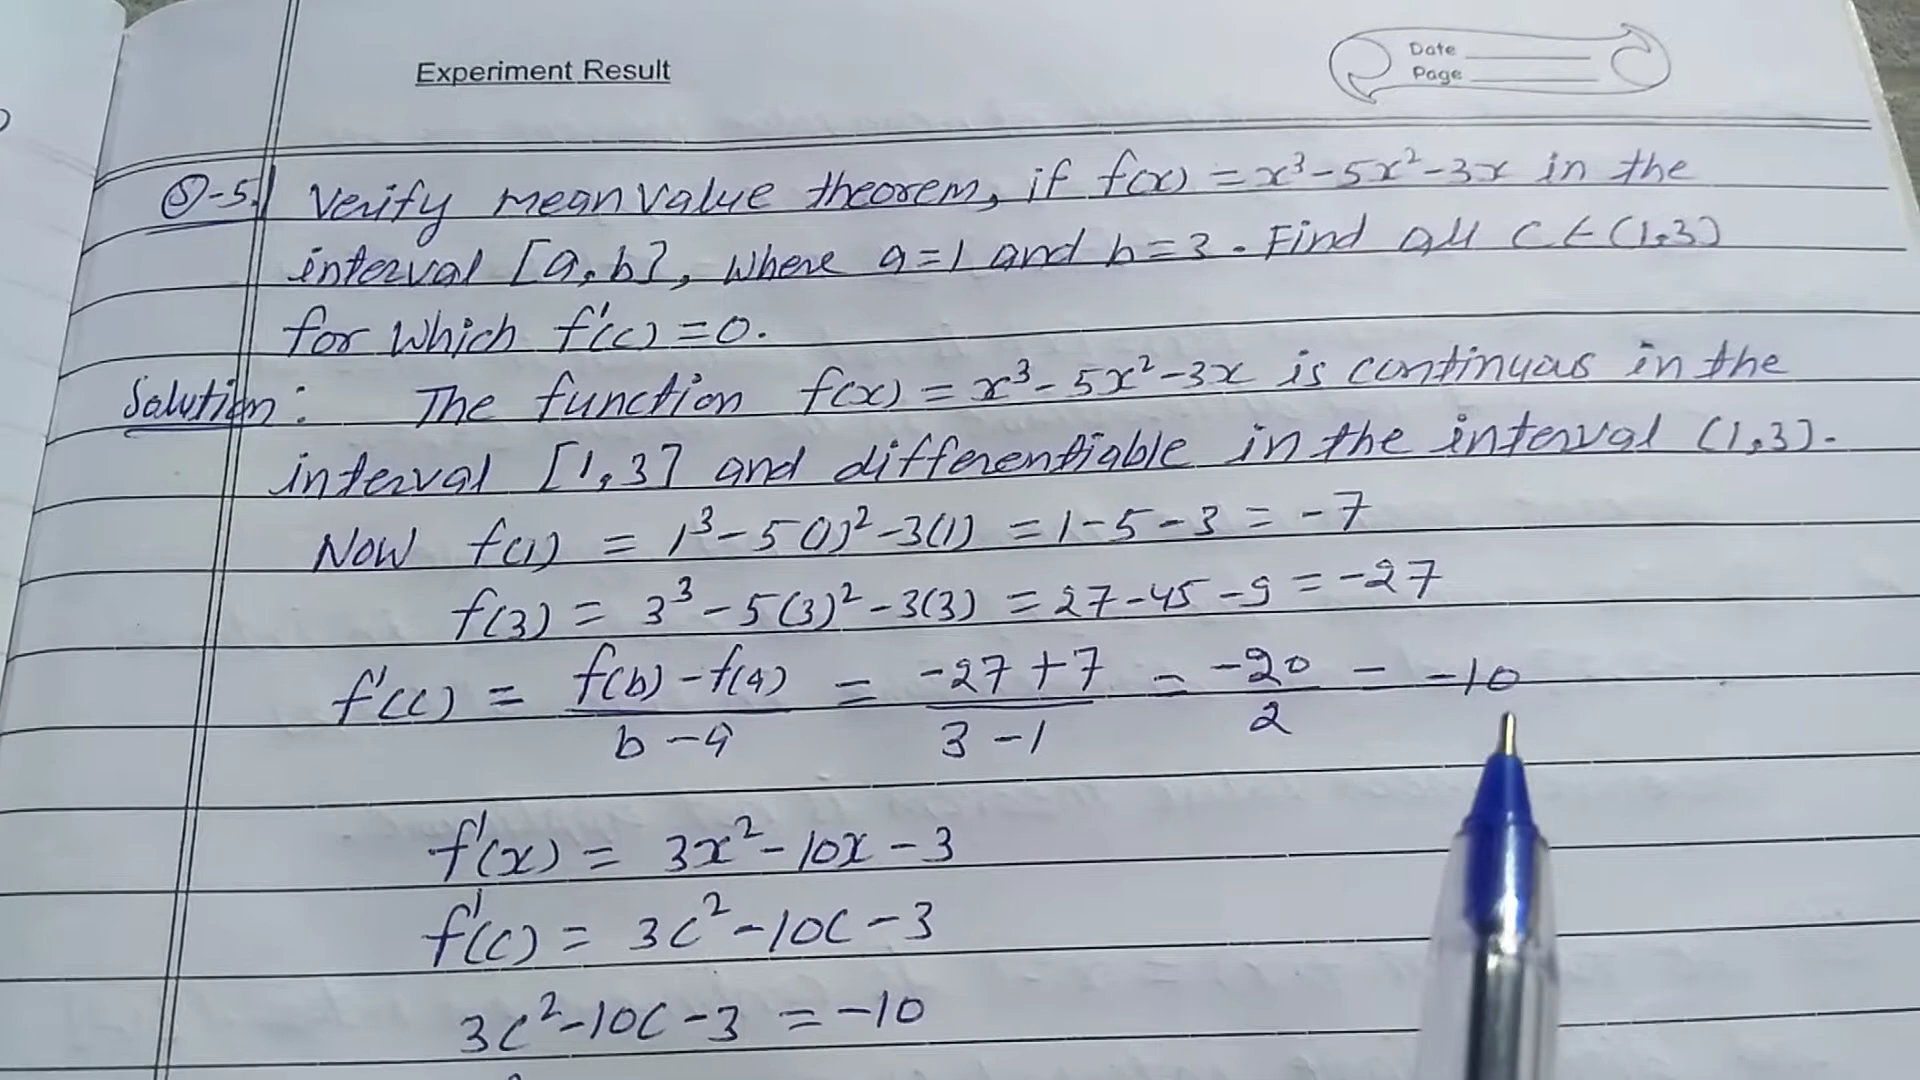 Experiment Result
Date
Page
Q-5. Verify mean value theorem, if f(x) = x³-5x²-3x in the
interval [a,b], where a=1 and b=3. Find all c ∈ (1,3)
for which f'(c) = 0.
Solution: The function f(x) = x³-5x²-3x is continuous in the
interval [1,3] and differentiable in the interval (1,3).
Now f(1) = 1³-5(1)²-3(1) = 1-5-3 = -7
f(3) = 3³-5(3)²-3(3) = 27-45-9 = -27
f'(c) = f(b)-f(a) / b-a = -27+7 / 3-1 = -20 / 2 = -10
f'(x) = 3x²-10x-3
f'(c) = 3c²-10c-3
3c²-10c-3 = -10